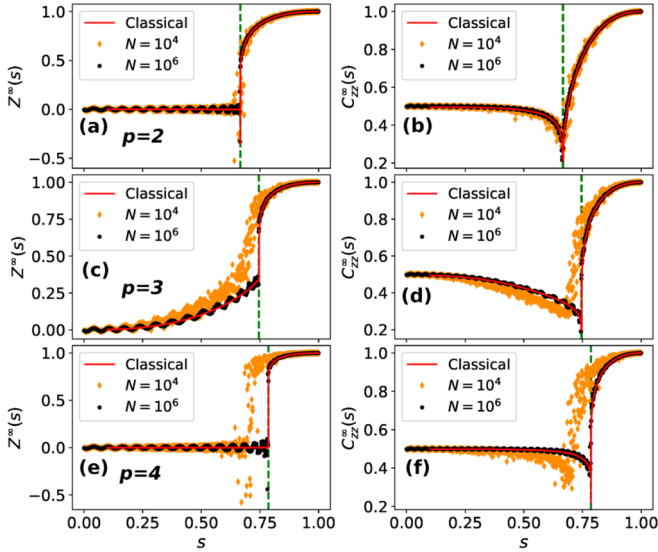 1.0
0.5
0.0
−0.5
Z^∞(s)
Classical
N = 10^4
N = 10^6
(a)
p=2
1.0
0.8
0.6
0.4
0.2
C_zz^∞(s)
Classical
N = 10^4
N = 10^6
(b)
1.00
0.75
0.50
0.25
0.00
Z^∞(s)
Classical
N = 10^4
N = 10^6
(c)
p=3
1.0
0.8
0.6
0.4
0.2
C_zz^∞(s)
Classical
N = 10^4
N = 10^6
(d)
1.0
0.5
0.0
−0.5
Z^∞(s)
Classical
N = 10^4
N = 10^6
(e)
p=4
0.00 0.25 0.50 0.75 1.00
s
1.0
0.8
0.6
0.4
0.2
C_zz^∞(s)
Classical
N = 10^4
N = 10^6
(f)
0.00 0.25 0.50 0.75 1.00
s